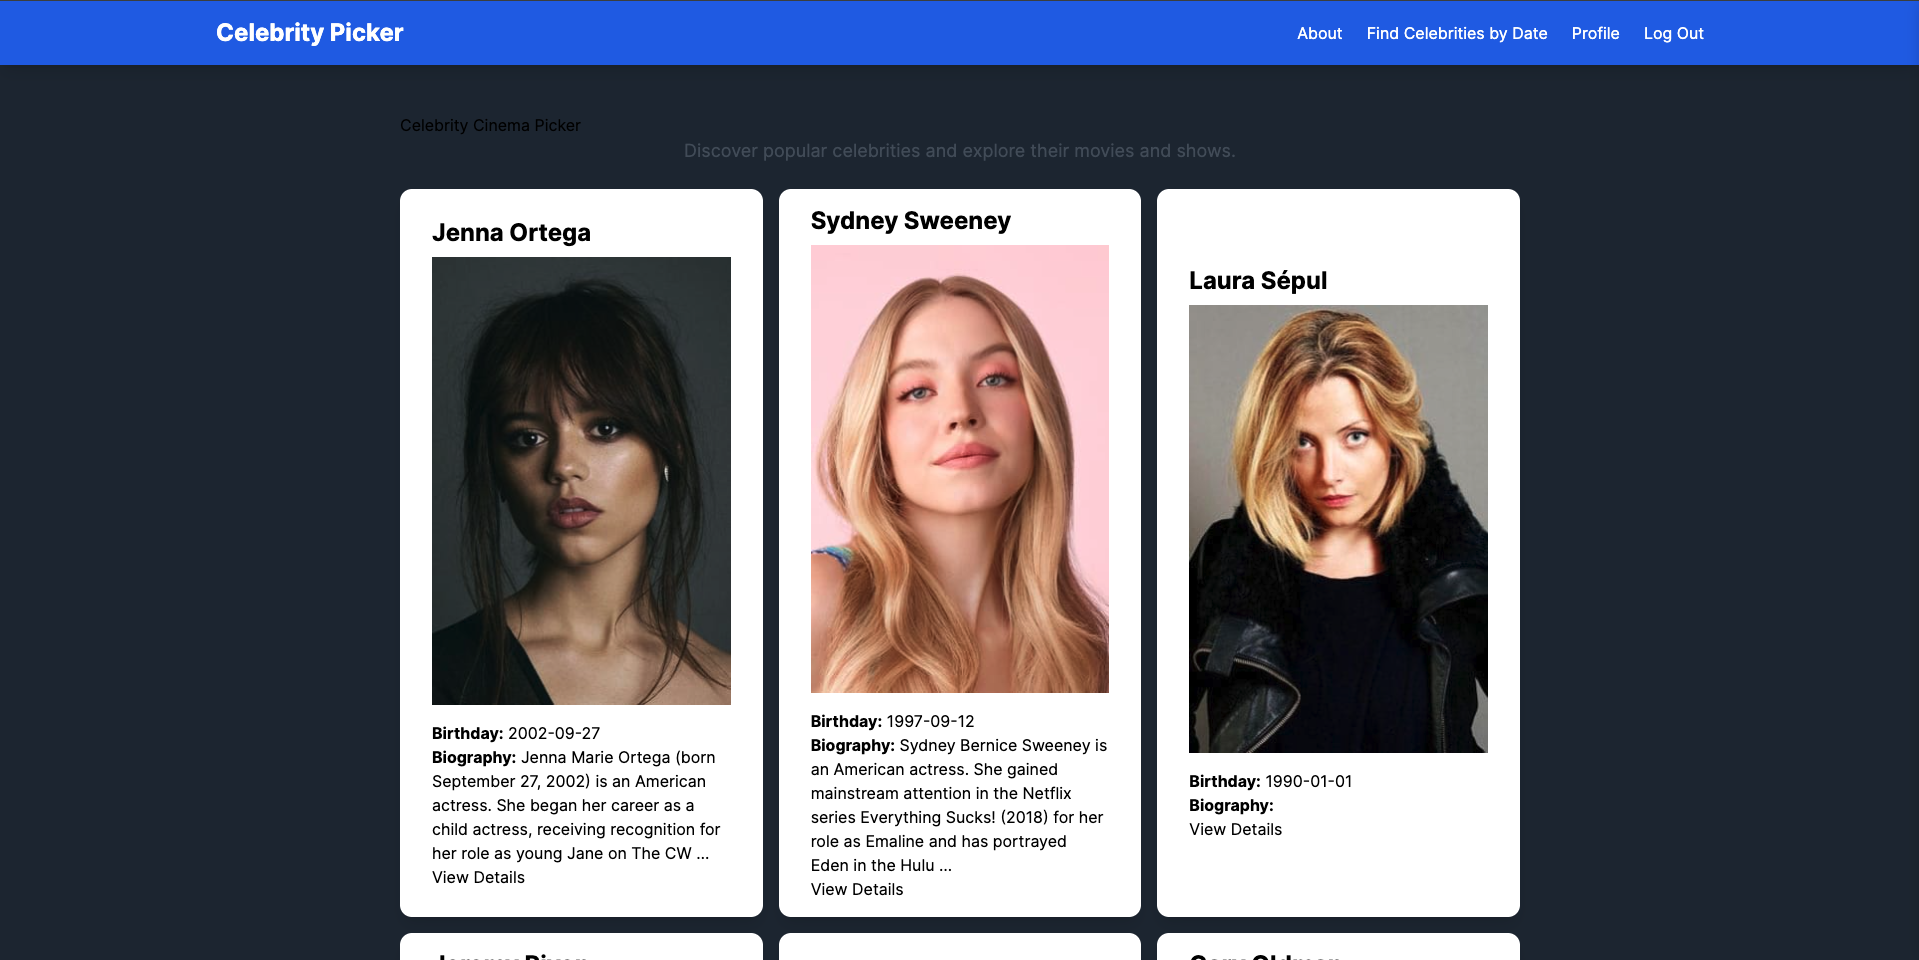 Celebrity Picker
About Find Celebrities by Date Profile Log Out
Celebrity Cinema Picker
Discover popular celebrities and explore their movies and shows.
Jenna Ortega
Birthday: 2002-09-27
Biography: Jenna Marie Ortega (born
September 27, 2002) is an American
actress. She began her career as a
child actress, receiving recognition for
her role as young Jane on The CW ...
View Details
Sydney Sweeney
Birthday: 1997-09-12
Biography: Sydney Bernice Sweeney is
an American actress. She gained
mainstream attention in the Netflix
series Everything Sucks! (2018) for her
role as Emaline and has portrayed
Eden in the Hulu ...
View Details
Laura Sépul
Birthday: 1990-01-01
Biography:
View Details
Gary Oldman